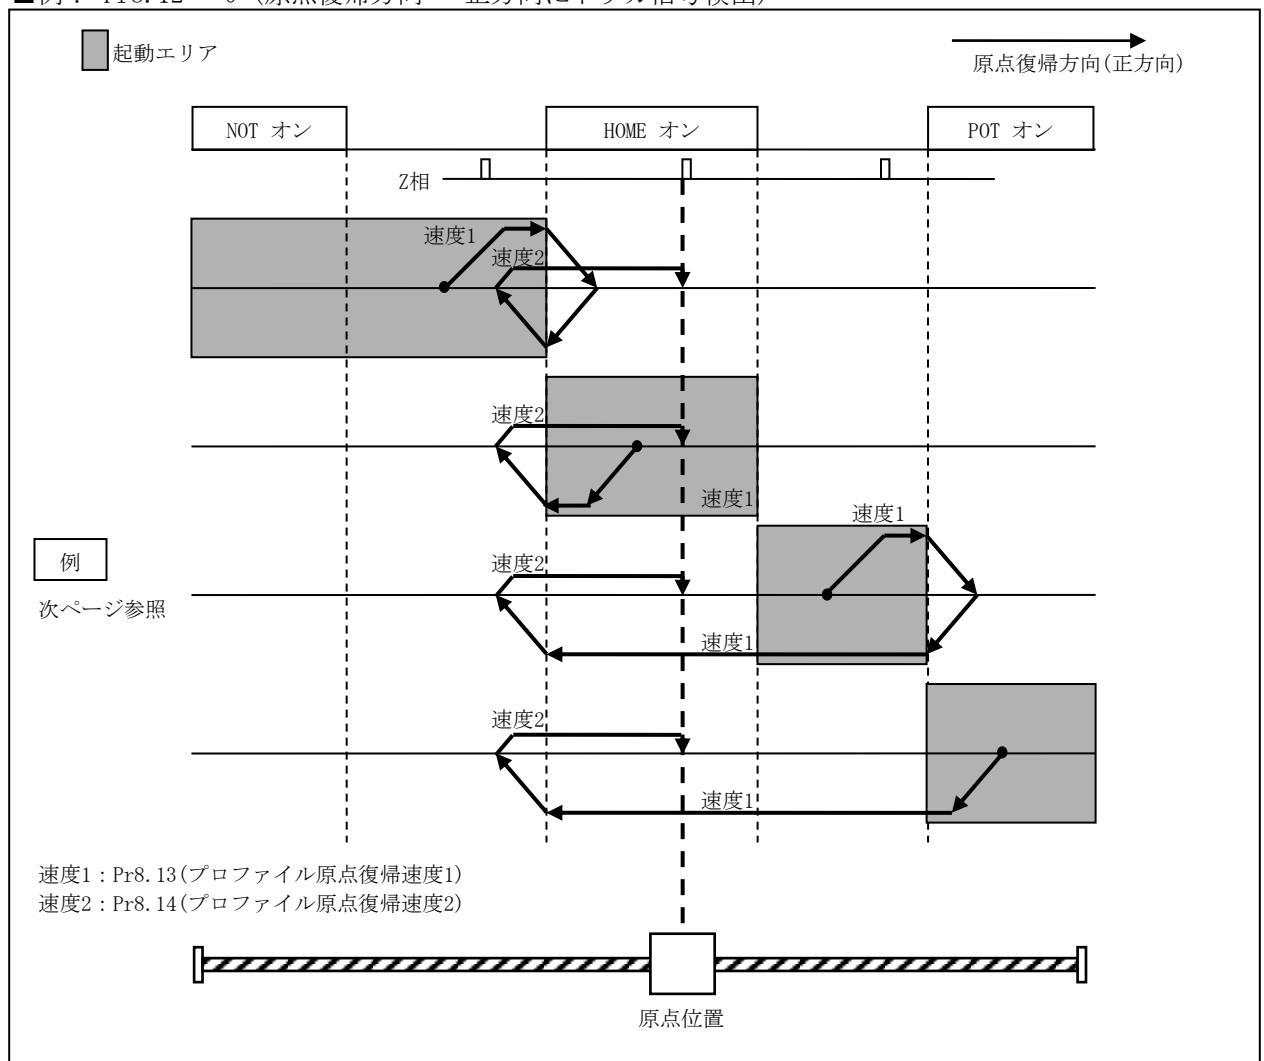 起動エリア
原点復帰方向(正方向)
NOT オン
HOME オン
POT オン
Z相
速度1
速度2
速度2
速度1
速度1
例
速度2
次ページ参照
速度1
速度2
速度1
速度1：Pr8.13(プロファイル原点復帰速度1)
速度2：Pr8.14(プロファイル原点復帰速度2)
原点位置